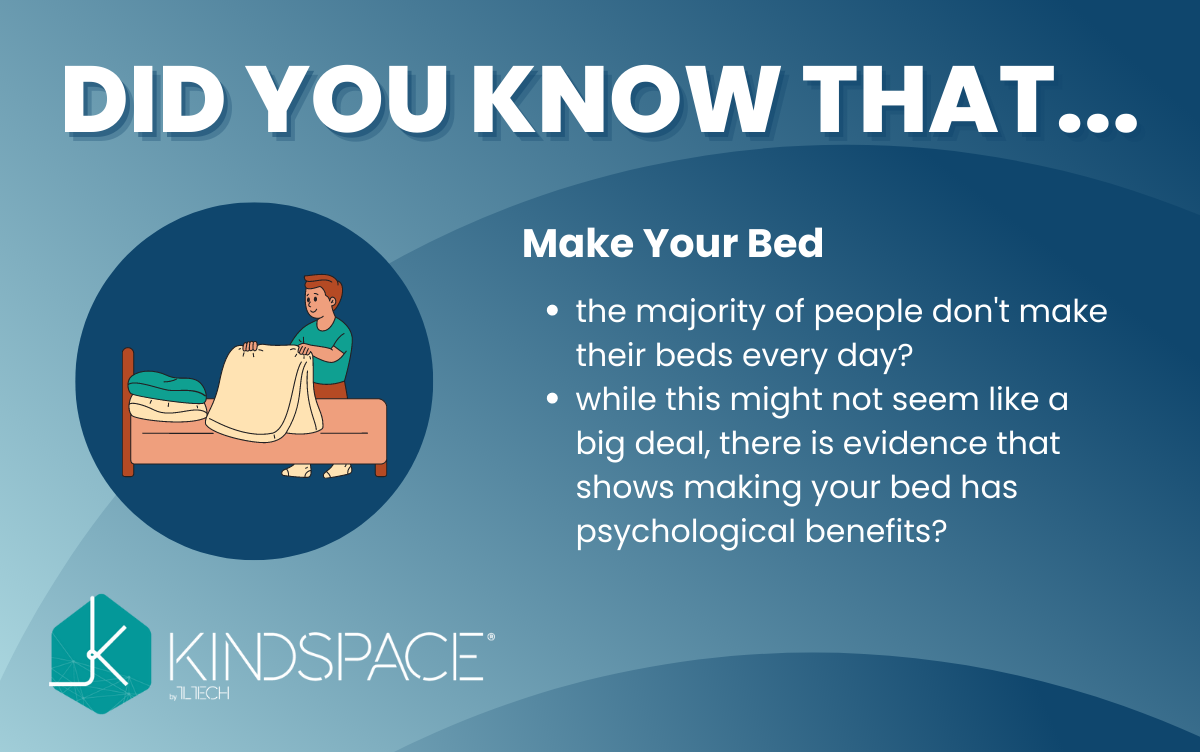 DID YOU KNOW THAT...
Make Your Bed
• the majority of people don't make
their beds every day?
• while this might not seem like a
big deal, there is evidence that
shows making your bed has
psychological benefits?
KINDSPACE®
by TLTECH